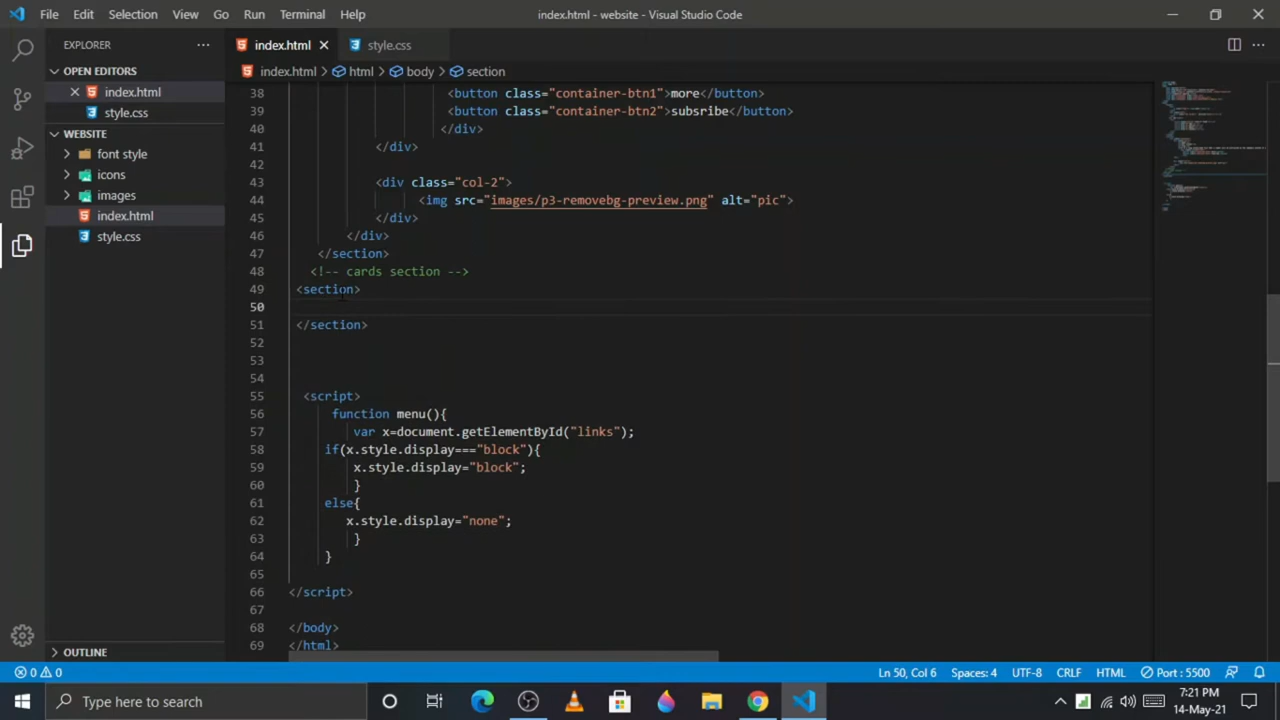 File Edit Selection View Go Run Terminal Help index.html - website - Visual Studio Code
EXPLORER
index.html
style.css
OPEN EDITORS
index.html > html > body > section
index.html
style.css
WEBSITE
font style
icons
images
index.html
style.css
OUTLINE
38 <button class="container-btn1">more</button>
39 <button class="container-btn2">subsribe</button>
40 </div>
41 </div>
42
43 <div class="col-2">
44 <img src="images/p3-removebg-preview.png" alt="pic">
45 </div>
46 </div>
47 </section>
48 <!-- cards section -->
49 <section>
50
51 </section>
52
53
54
55 <script>
56 function menu(){
57 var x=document.getElementById("links");
58 if(x.style.display==="block"){
59 x.style.display="block";
60 }
61 else{
62 x.style.display="none";
63 }
64 }
65
66 </script>
67
68 </body>
69 </html>
0 0 Ln 50, Col 6 Spaces: 4 UTF-8 CRLF HTML Port : 5500
Type here to search
7:21 PM
14-May-21